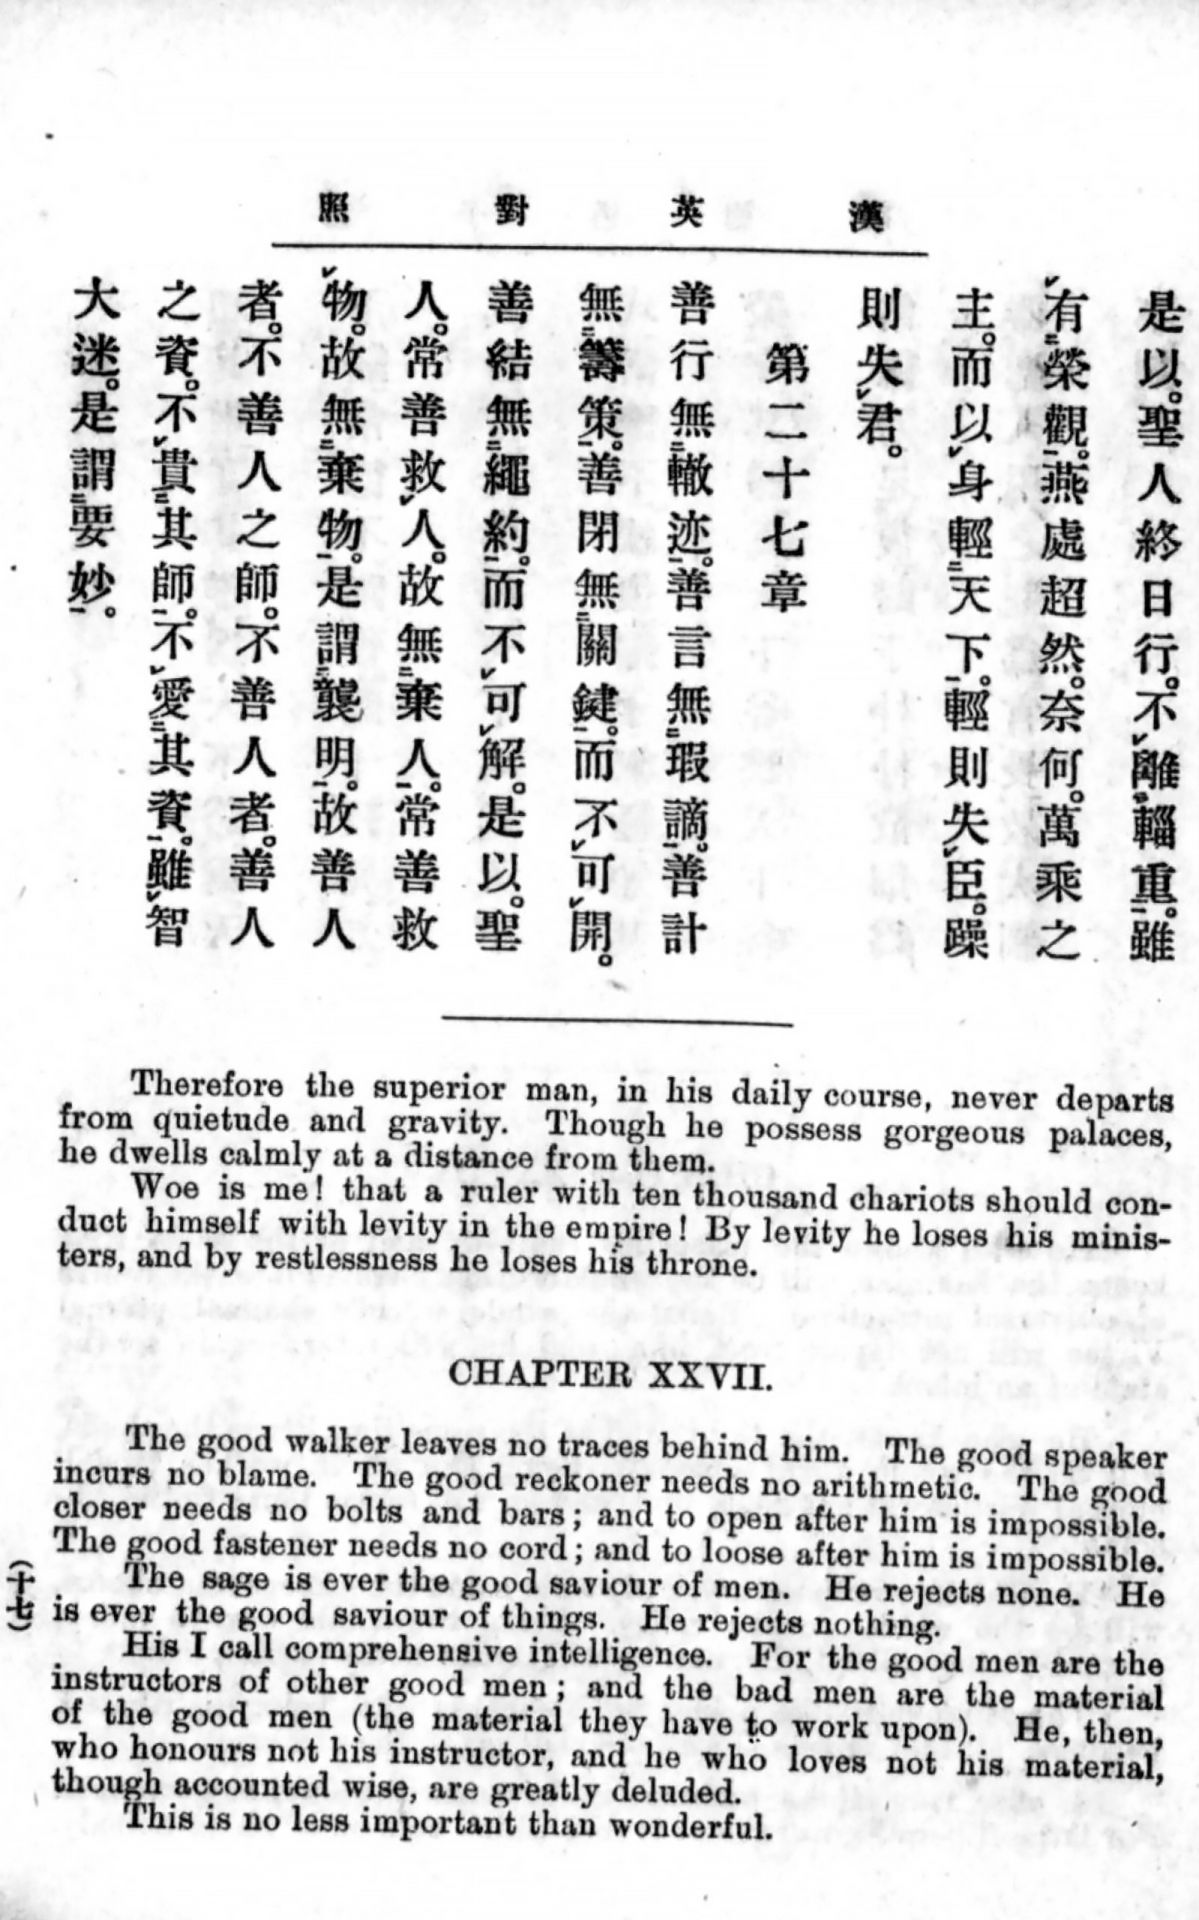 漢英對照
是以。聖人終日行。不離輜重。雖
有榮觀。燕處超然。奈何。萬乘之
主。而以身輕天下。輕則失臣。躁
則失君。
第二十七章
善行無轍迹。善言無瑕謫。善計
無籌策。善閉無關鍵。而不可開。
善結無繩約。而不可解。是以。聖
人。常善救人。故無棄人。常善救
物。故無棄物。是謂襲明。故善人
者。不善人之師。不善人者。善人
之資。不貴其師。不愛其資。雖智
大迷。是謂要妙。
Therefore the superior man, in his daily course, never departs
from quietude and gravity. Though he possess gorgeous palaces,
he dwells calmly at a distance from them.
Woe is me! that a ruler with ten thousand chariots should con-
duct himself with levity in the empire! By levity he loses his minis-
ters, and by restlessness he loses his throne.
CHAPTER XXVII.
The good walker leaves no traces behind him. The good speaker
incurs no blame. The good reckoner needs no arithmetic. The good
closer needs no bolts and bars; and to open after him is impossible.
The good fastener needs no cord; and to loose after him is impossible.
The sage is ever the good saviour of men. He rejects none. He
is ever the good saviour of things. He rejects nothing.
His I call comprehensive intelligence. For the good men are the
instructors of other good men; and the bad men are the material
of the good men (the material they have to work upon). He, then,
who honours not his instructor, and he who loves not his material,
though accounted wise, are greatly deluded.
This is no less important than wonderful.
(十七)